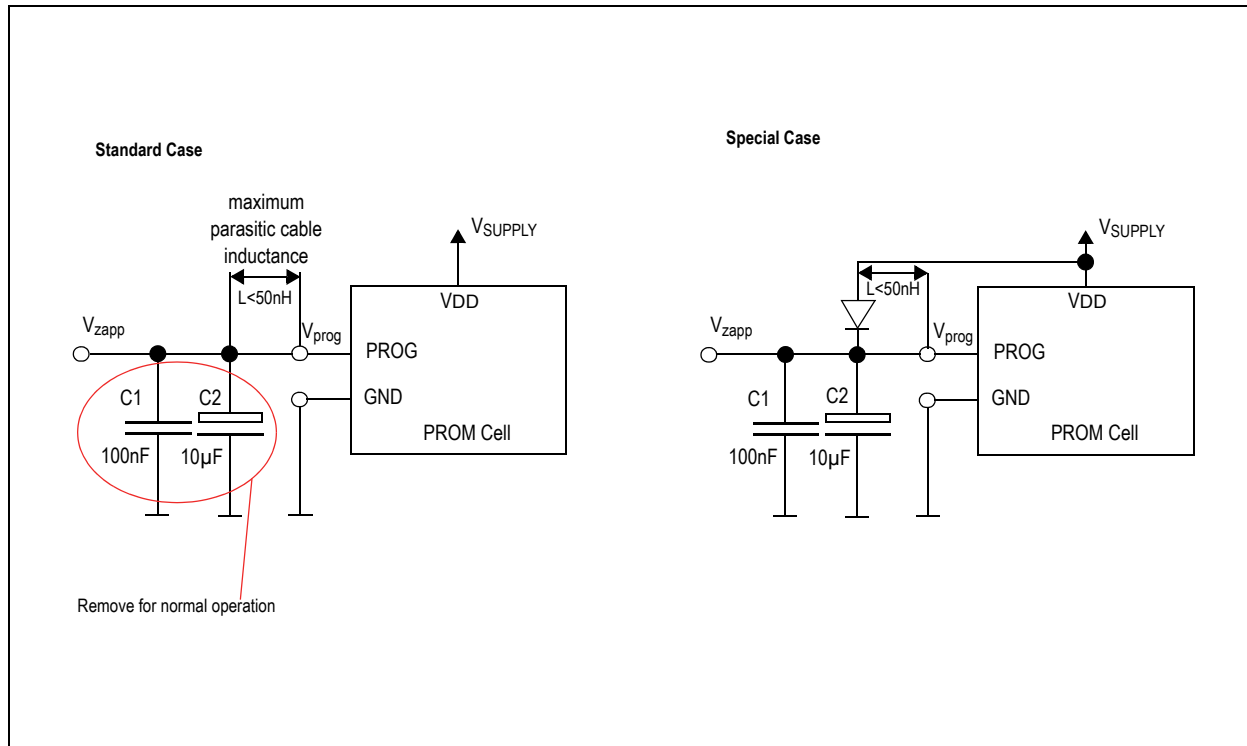 Standard Case
maximum
parasitic cable
inductance
L<50nH
VSUPPLY
VDD
Vzapp
Vprog
PROG
GND
C1
C2
100nF
10µF
PROM Cell
Remove for normal operation
Special Case
VSUPPLY
L<50nH
VDD
Vzapp
Vprog
PROG
GND
C1
C2
100nF
10µF
PROM Cell